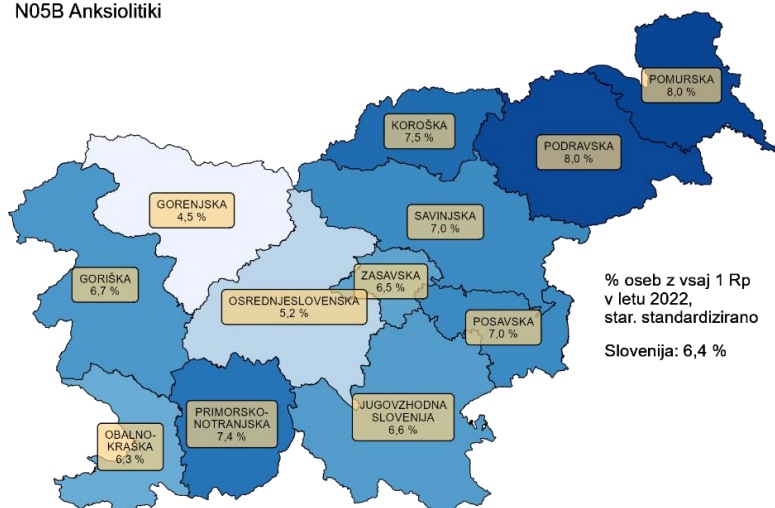 N05B Anksiolitiki
POMURSKA
8,0 %
KOROŠKA
7,5 %
PODRAVSKA
8,0 %
GORENJSKA
4,5 %
SAVINJSKA
7,0 %
GORIŠKA
6,7 %
ZASAVSKA
6,5 %
OSREDNJESLOVENSKA
5,2 %
POSAVSKA
7,0 %
% oseb z vsaj 1 Rp
v letu 2022,
star. standardizirano
Slovenija: 6,4 %
PRIMORSKO-
NOTRANJSKA
7,4 %
JUGOVZHODNA
SLOVENIJA
6,6 %
OBALNO-
KRAŠKA
6,3 %